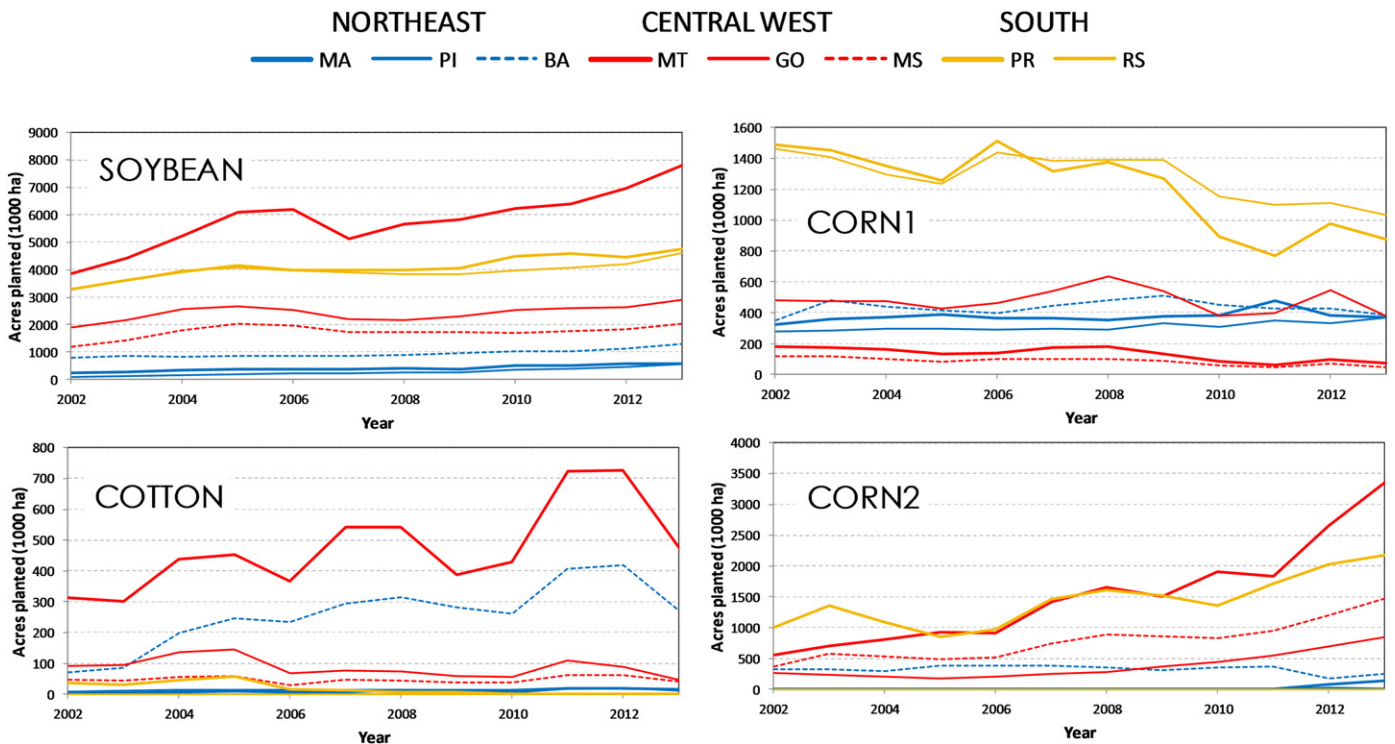 NORTHEAST CENTRAL WEST SOUTH
MA PI BA MT GO MS PR RS
SOYBEAN
Acres planted (1000 ha)
9000
8000
7000
6000
5000
4000
3000
2000
1000
0
2002 2004 2006 2008 2010 2012
Year
CORN1
Acres planted (1000 ha)
1600
1400
1200
1000
800
600
400
200
0
2002 2004 2006 2008 2010 2012
Year
COTTON
Acres planted (1000 ha)
800
700
600
500
400
300
200
100
0
2002 2004 2006 2008 2010 2012
Year
CORN2
Acres planted (1000 ha)
4000
3500
3000
2500
2000
1500
1000
500
0
2002 2004 2006 2008 2010 2012
Year